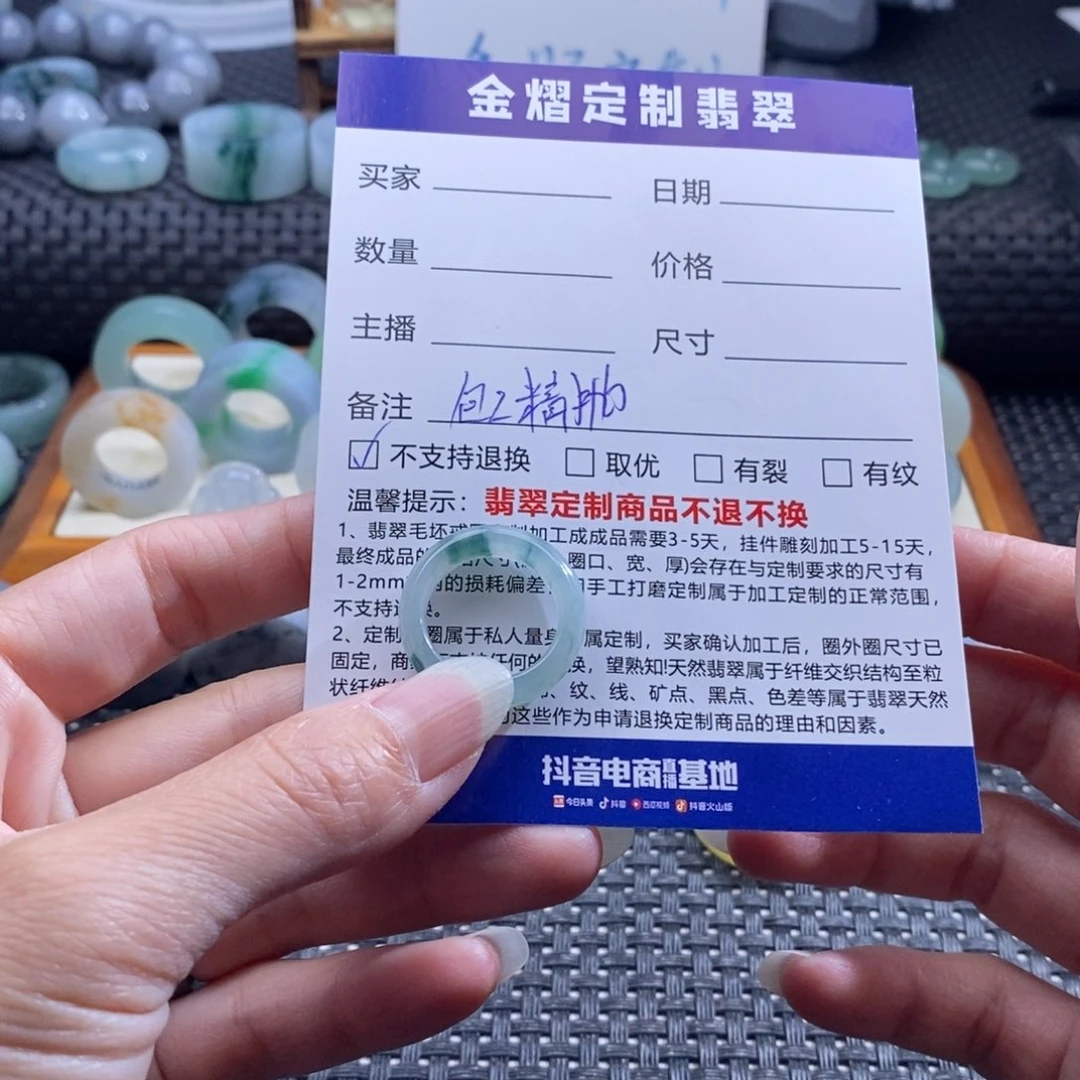 金熠定制翡翠
买家 日期
数量 价格
主播 尺寸
备注 包工精抛
不支持退换 取优 有裂 有纹
温馨提示：翡翠定制商品不退不换
1、翡翠毛坯 加工成成品需要3-5天，挂件雕刻加工5-15天，
最终成品的 圈口、宽、厚)会存在与定制要求的尺寸有
1-2mm 的损耗偏差 手工打磨定制属于加工定制的正常范围，
不支持 换。
2、定制 圈属于私人量身 属定制，买家确认加工后，圈外圈尺寸已
固定，商 任何的 换，望熟知!天然翡翠属于纤维交织结构至粒
状纤维 、纹、线、矿点、黑点、色差等属于翡翠天然
这些作为申请退换定制商品的理由和因素。
抖音电商直播基地
今日头条 抖音 西瓜视频 抖音火山版